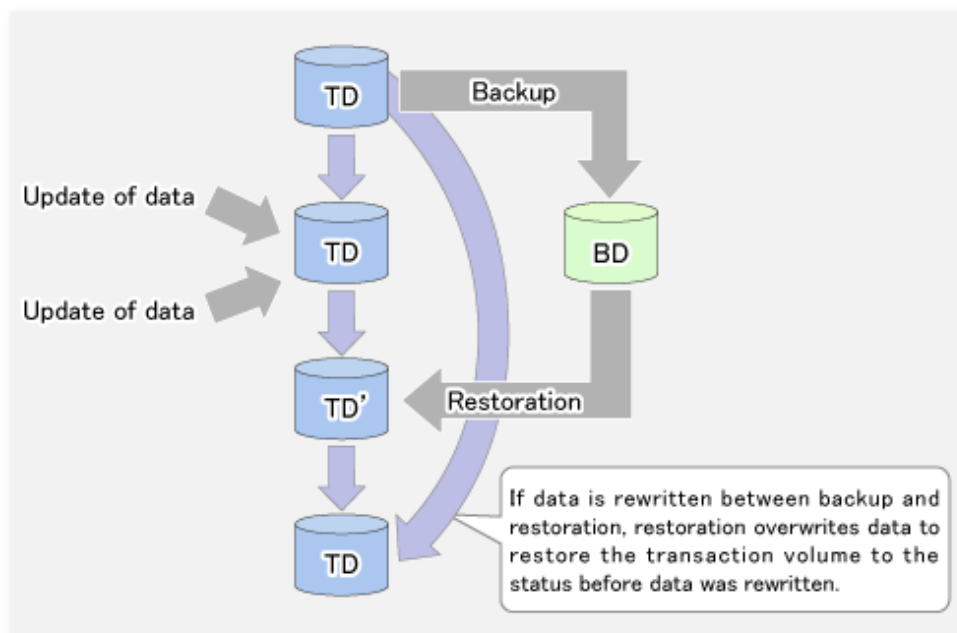 TD
Backup
Update of data
TD
BD
Update of data
TD'
Restoration
If data is rewritten between backup and
restoration, restoration overwrites data to
restore the transaction volume to the
status before data was rewritten.
TD